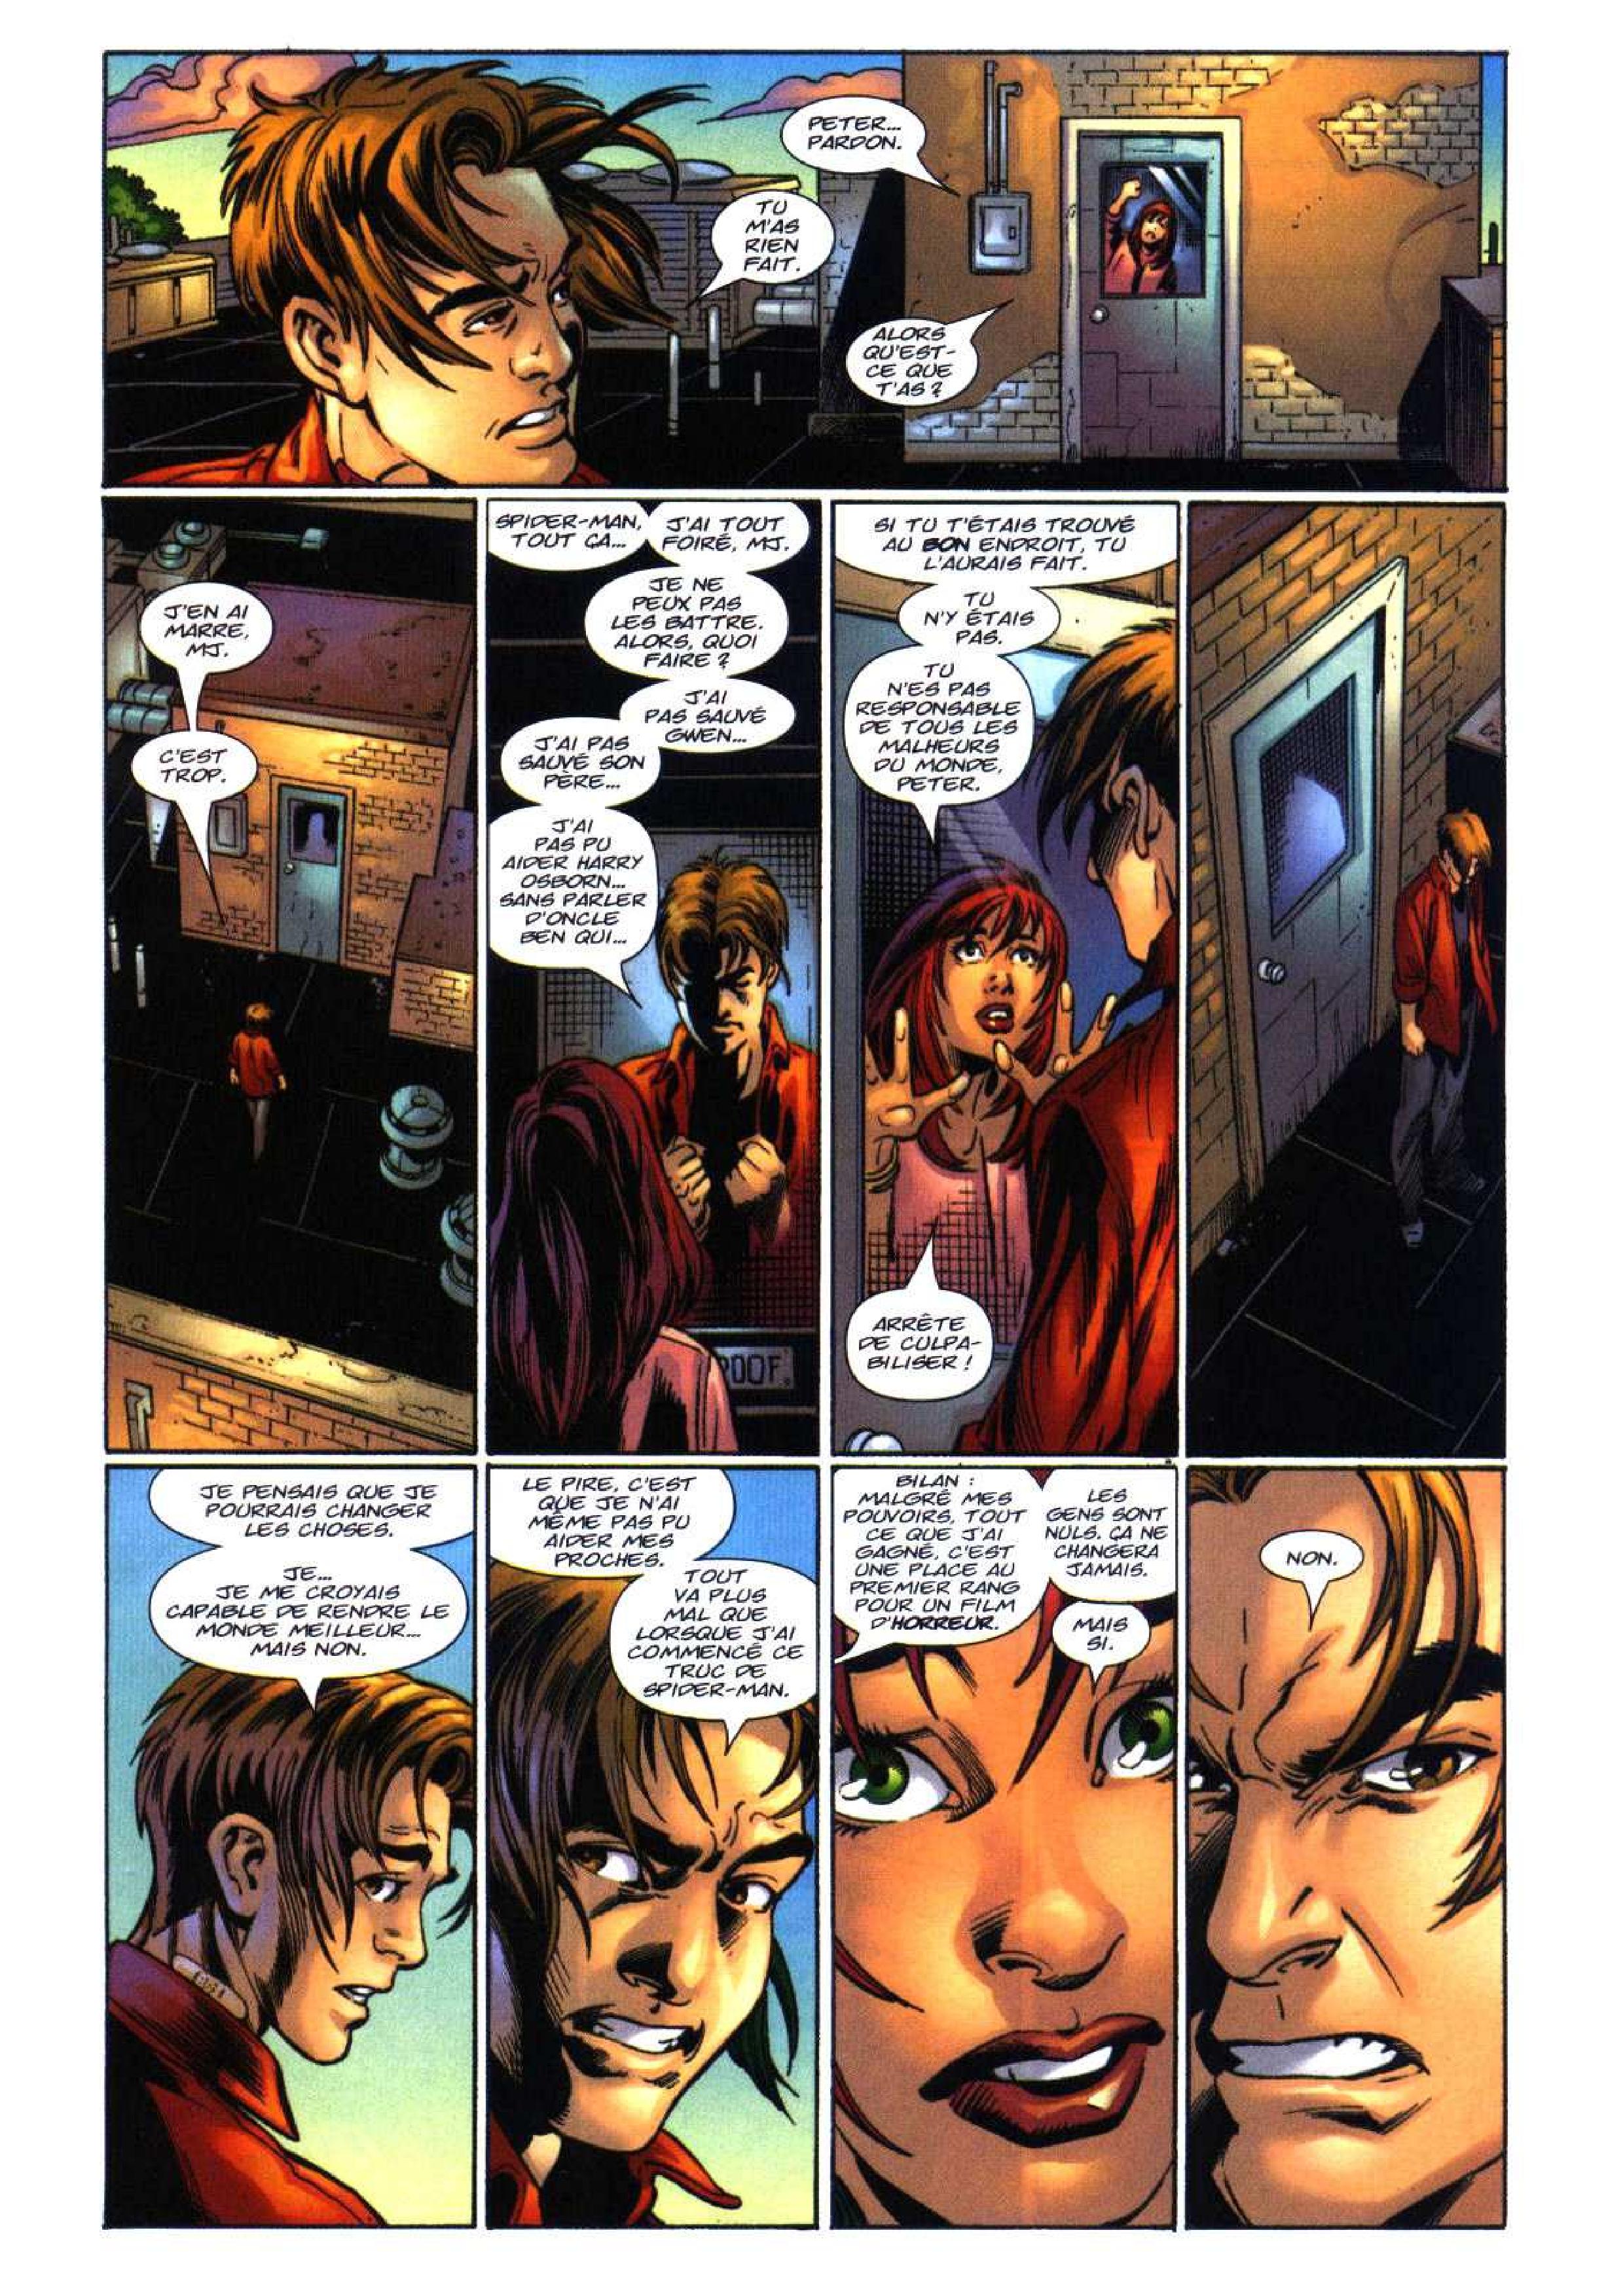 PETER...
PARDON.
TU
M'AS
RIEN
FAIT.
ALORS
QU'EST-
CE QUE
T'AS ?
J'EN AI
MARRE,
MJ.
C'EST
TROP.
SPIDER-MAN,
TOUT ÇA...
J'AI TOUT
FOIRÉ, MJ.
JE NE
PEUX PAS
LES BATTRE.
ALORS, QUOI
FAIRE ?
J'AI
PAS SAUVÉ
GWEN...
J'AI PAS
SAUVÉ SON
PÈRE...
J'AI
PAS PU
AIDER HARRY
OSBORN...
SANS PARLER
D'ONCLE
BEN QUI...
OOF
SI TU T'ÉTAIS TROUVÉ
AU BON ENDROIT, TU
L'AURAIS FAIT.
TU
N'Y ÉTAIS
PAS.
TU
N'ES PAS
RESPONSABLE
DE TOUS LES
MALHEURS
DU MONDE,
PETER.
ARRÊTE
DE CULPA-
BILISER !
JE PENSAIS QUE JE
POURRAIS CHANGER
LES CHOSES.
JE...
JE ME CROYAIS
CAPABLE DE RENDRE LE
MONDE MEILLEUR...
MAIS NON.
LE PIRE, C'EST
QUE JE N'AI
MÊME PAS PU
AIDER MES
PROCHES.
TOUT
VA PLUS
MAL QUE
LORSQUE J'AI
COMMENCÉ CE
TRUC DE
SPIDER-MAN.
BILAN :
MALGRÉ MES
POUVOIRS, TOUT
CE QUE J'AI
GAGNÉ, C'EST
UNE PLACE AU
PREMIER RANG
POUR UN FILM
D'HORREUR.
LES
GENS SONT
NULS. ÇA NE
CHANGERA
JAMAIS.
MAIS
SI.
NON.